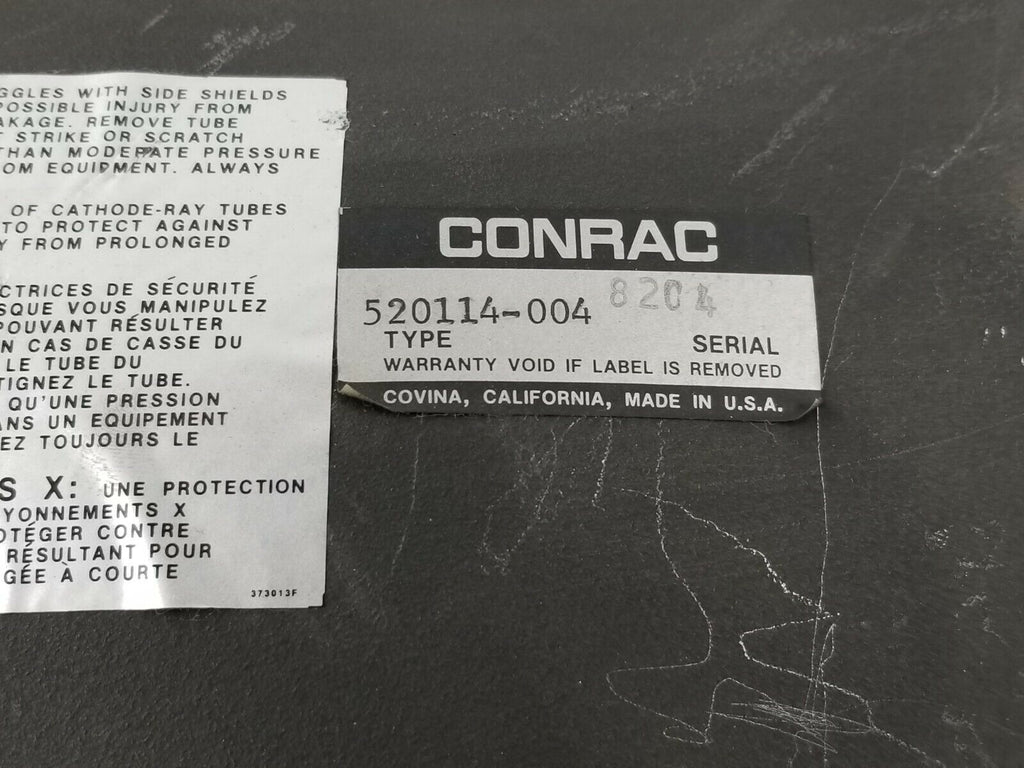 GGLES WITH SIDE SHIELDS
POSSIBLE INJURY FROM
AKAGE. REMOVE TUBE
T STRIKE OR SCRATCH
THAN MODERATE PRESSURE
OM EQUIPMENT. ALWAYS
OF CATHODE-RAY TUBES
TO PROTECT AGAINST
Y FROM PROLONGED
CTRICES DE SÉCURITÉ
SQUE VOUS MANIPULEZ
POUVANT RÉSULTER
N CAS DE CASSE DU
LE TUBE DU
TIGNEZ LE TUBE.
QU'UNE PRESSION
ANS UN EQUIPEMENT
EZ TOUJOURS LE
S X: UNE PROTECTION
YONNEMENTS X
OTÉGER CONTRE
RÉSULTANT POUR
GÉE À COURTE
373013F
CONRAC
520114-004 8204
TYPE SERIAL
WARRANTY VOID IF LABEL IS REMOVED
COVINA, CALIFORNIA, MADE IN U.S.A.